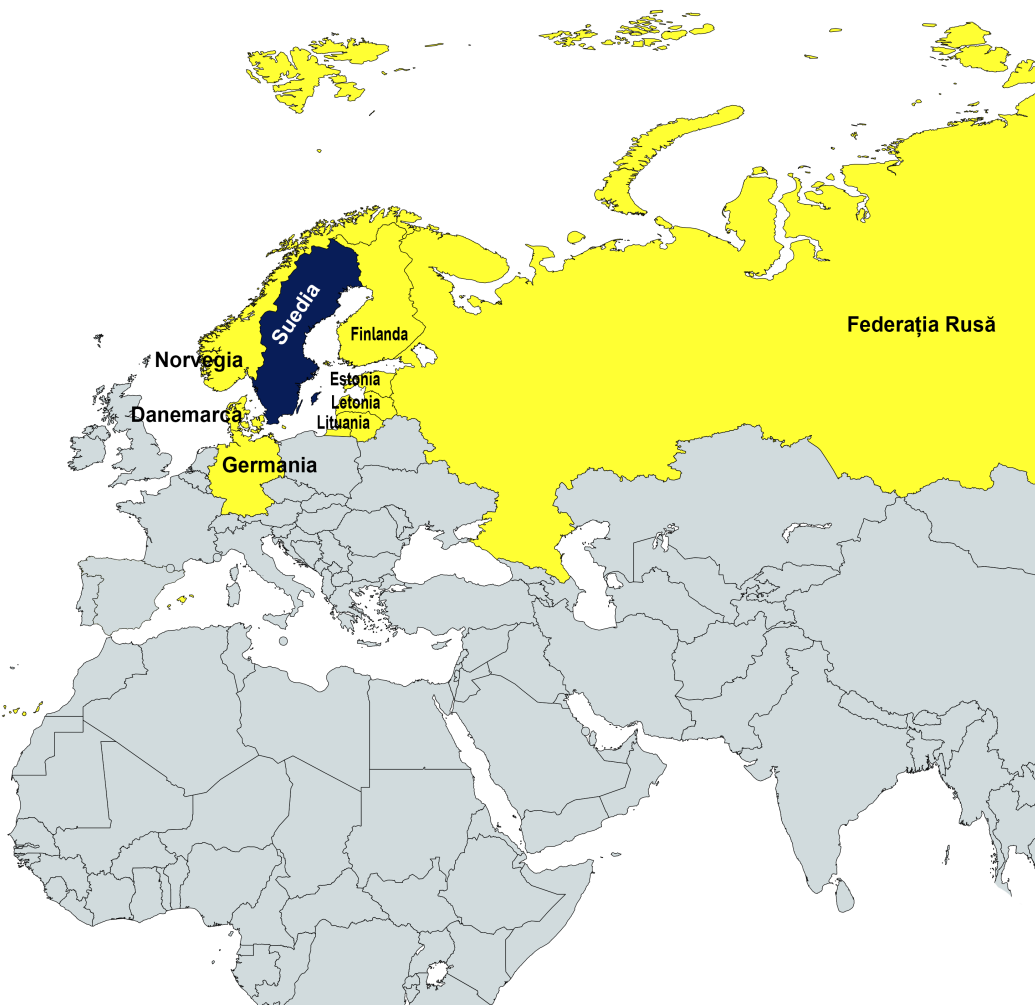 Suedia
Finlanda
Federația Rusă
Norvegia
Estonia
Letonia
Danemarca
Lituania
Germania